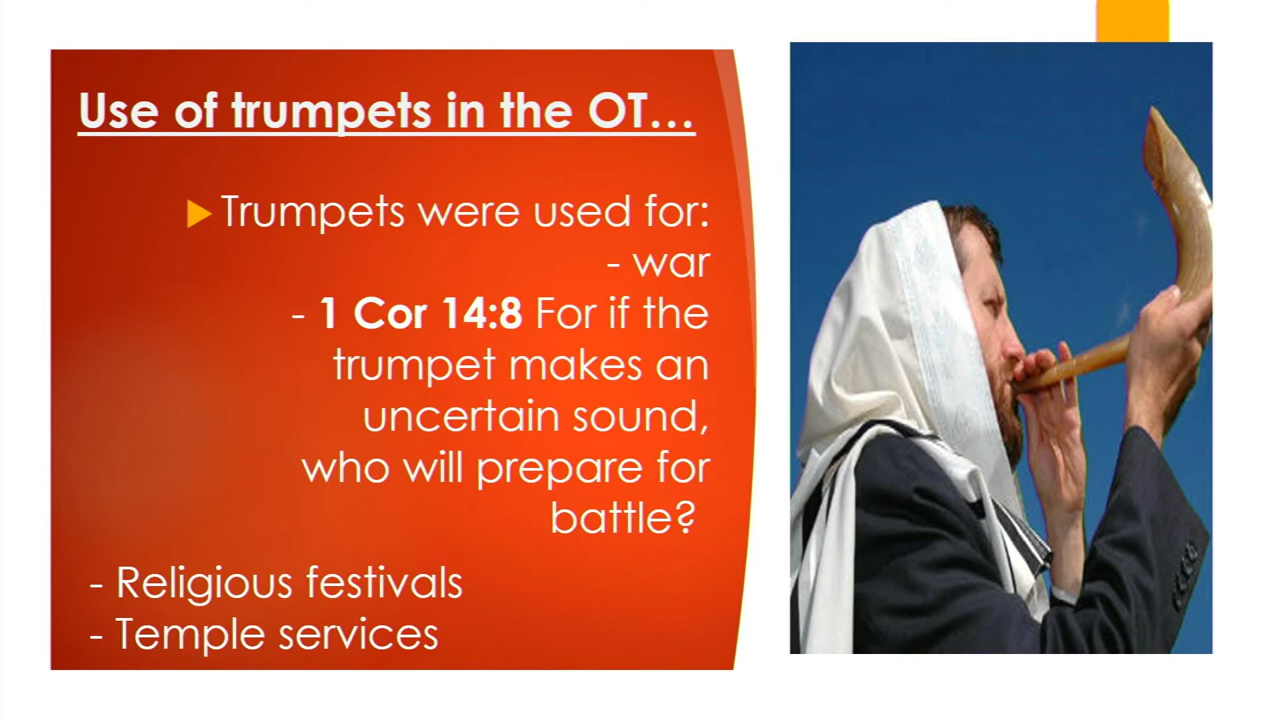 Use of trumpets in the OT...
Trumpets were used for:
- war
- 1 Cor 14:8 For if the
trumpet makes an
uncertain sound,
who will prepare for
battle?
- Religious festivals
- Temple services